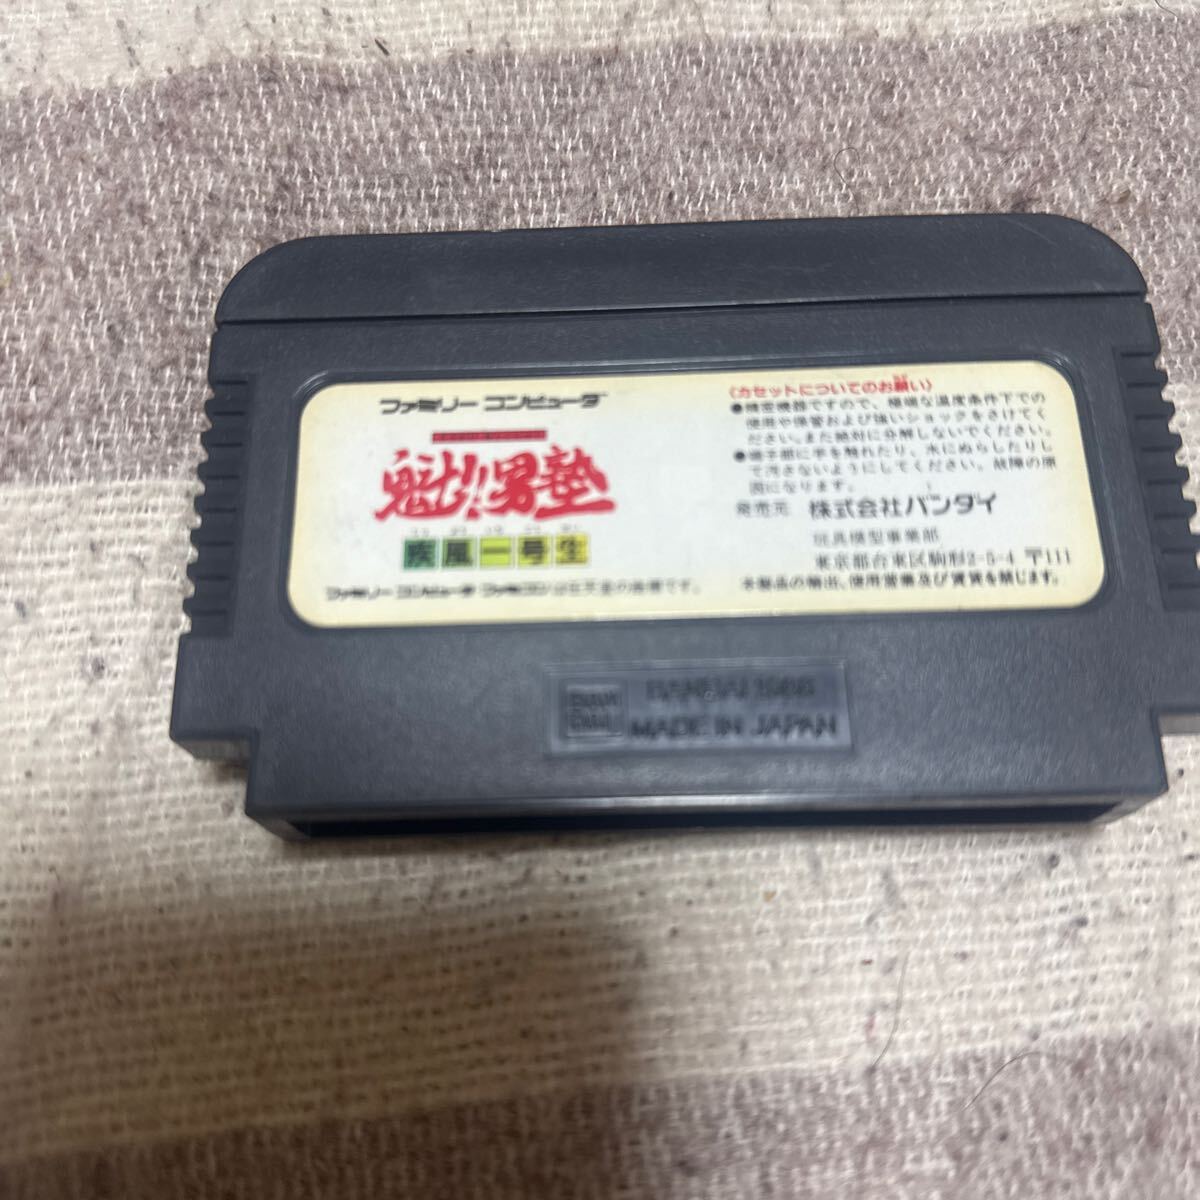 ファミリーコンピュータ
魁!!男塾
疾風一号生
ファミリーコンピュータ・ファミコンは任天堂の商標です。
〈カセットについてのお願い〉
●精密機器ですので、極端な温度条件下での
使用や保管および強いショックをさけてく
ださい。また絶対に分解しないでください。
●端子部に手を触れたり、水にぬらしたりし
て汚さないようにしてください。故障の原
因になります。
発売元 株式会社バンダイ
玩具模型事業部
東京都台東区駒形2-5-4 〒111
本製品の輸出、使用営業及び賃貸を禁じます。
BANDAI
MADE IN JAPAN